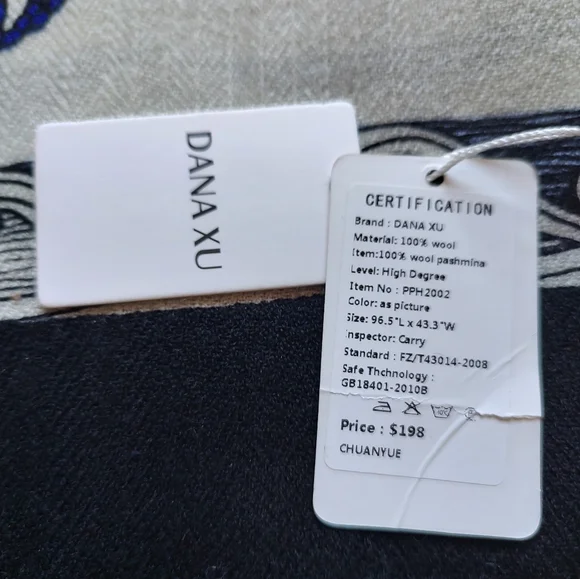 DANA XU
CERTIFICATION
Brand : DANA XU
Material: 100% wool
Item:100% wool pashmina
Level: High Degree
Item No : PPH2002
Color: as picture
Size: 96.5"L x 43.3"W
Inspector: Carry
Standard : FZ/T43014-2008
Safe Thchnology :
GB18401-2010B
Price : $198
CHUANYUE